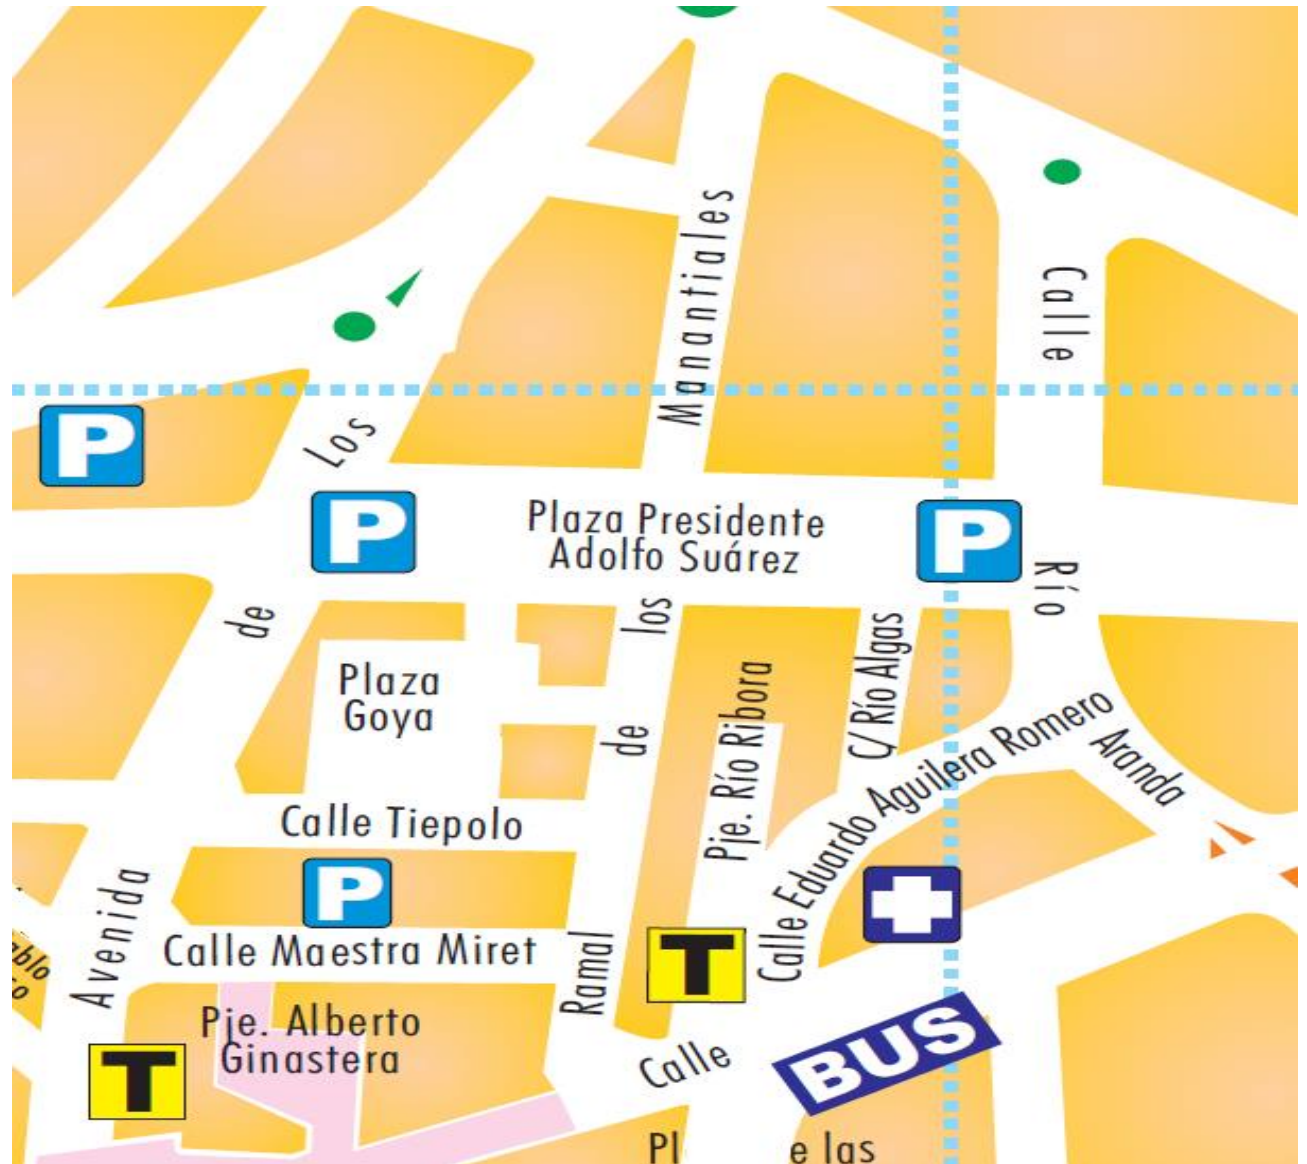 Manantiales
Calle
Los
P
P
Plaza Presidente
Adolfo Suárez
P
Río
de
los
Plaza
Goya
de
Pje. Río Ribora
C/ Río Algas
Calle Eduardo Aguilera Romero
Aranda
Calle Tiepolo
P
Avenida
Calle Maestra Miret
Ramal
T
Pje. Alberto
Ginastera
T
Calle
BUS
e las